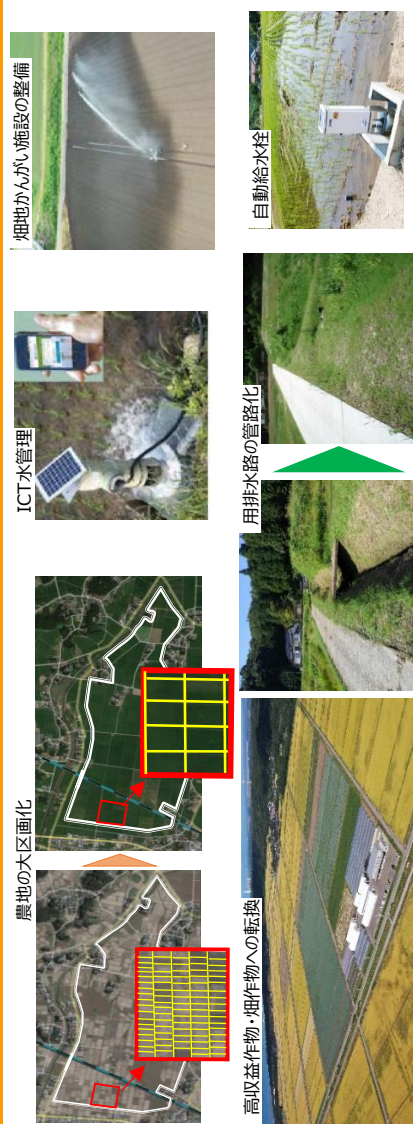 農地の大区画化
ICT水管理
畑地かんがい施設の整備
高収益作物・畑作物への転換
用排水路の管路化
自動給水栓